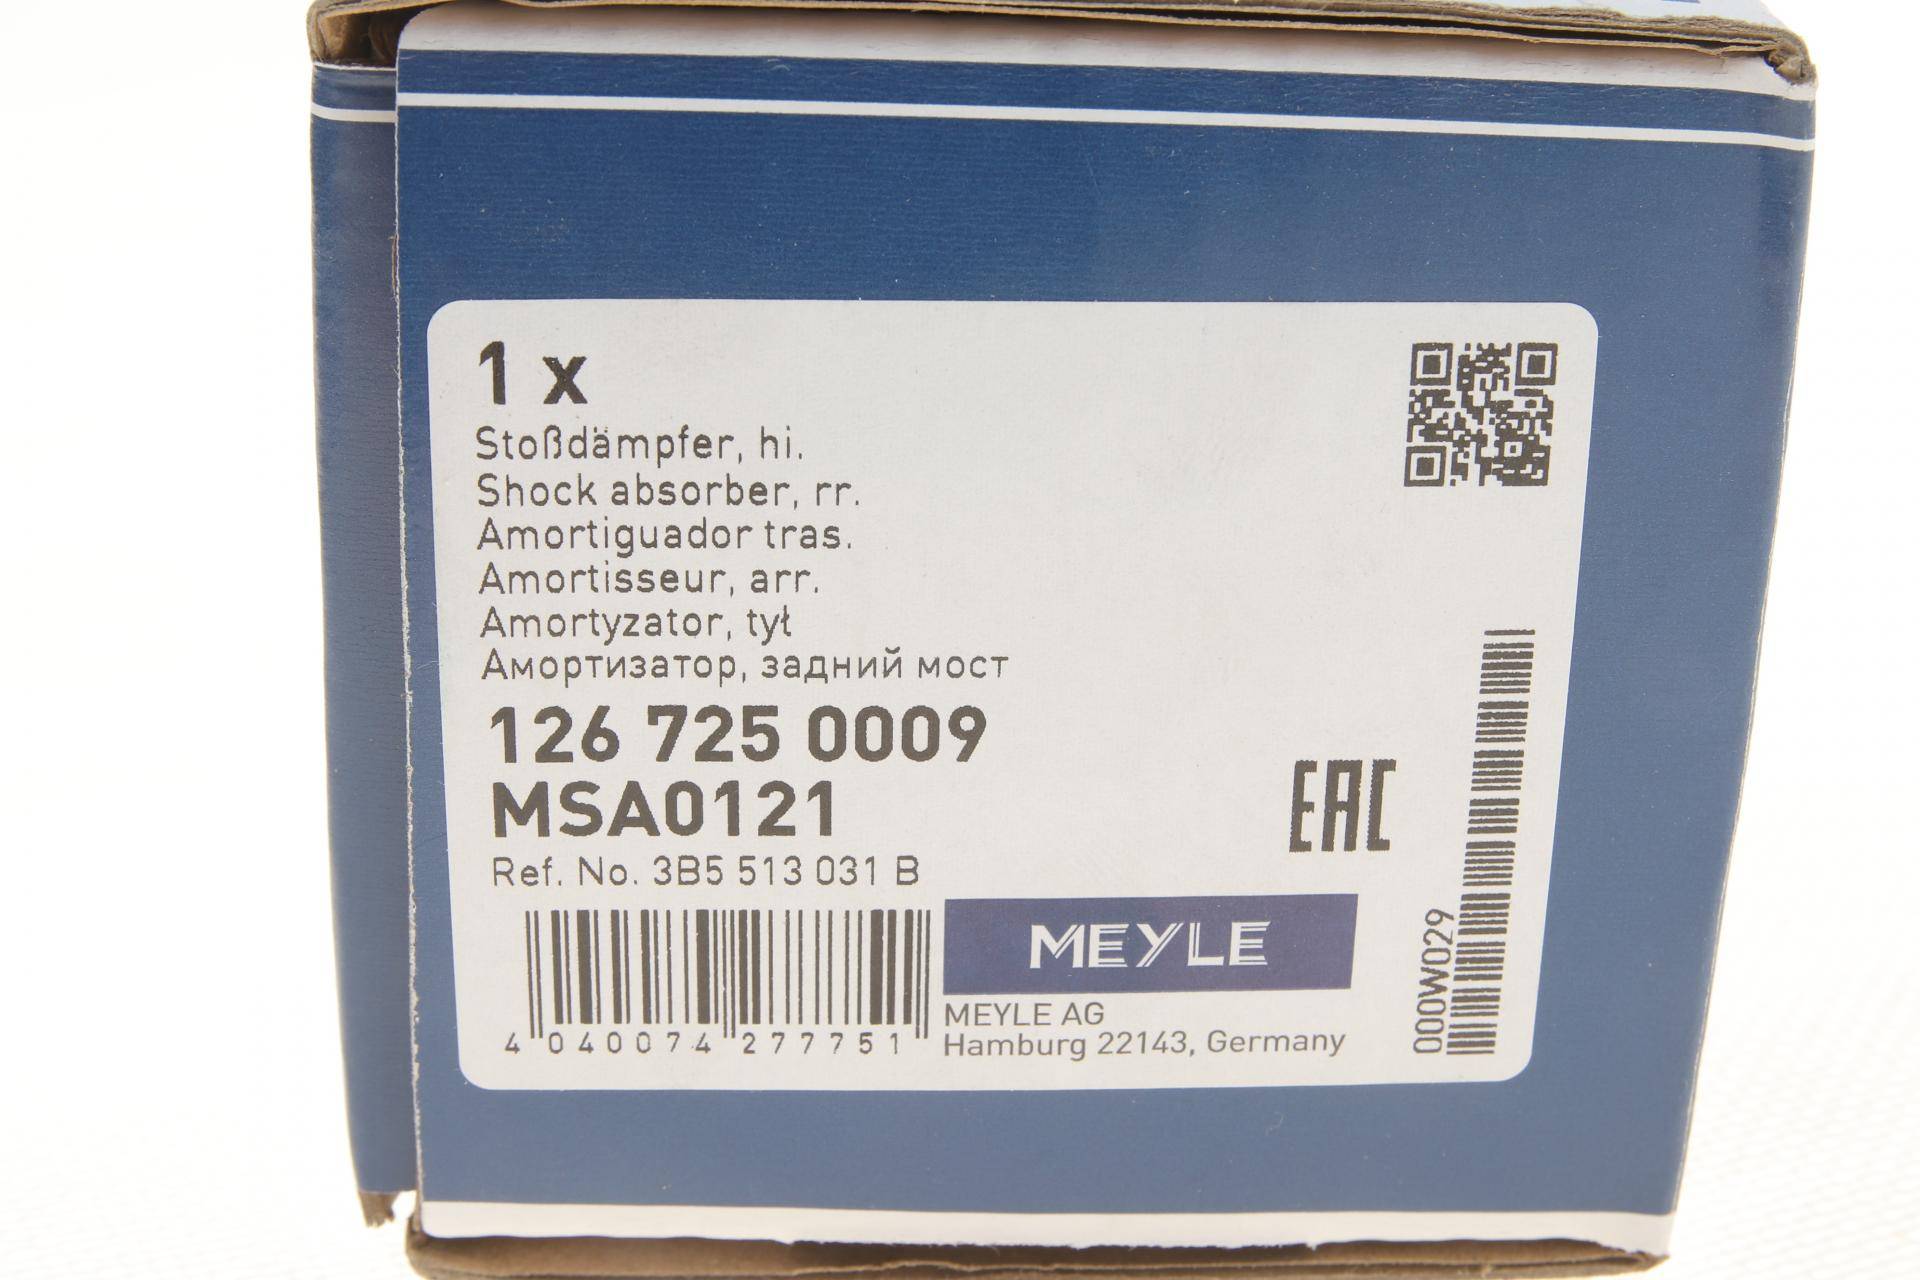 1 x
Stoßdämpfer, hi.
Shock absorber, rr.
Amortiguador tras.
Amortisseur, arr.
Amortyzator, tył
Амортизатор, задний мост
126 725 0009
MSA0121
Ref. No. 3B5 513 031 B
EAC
MEYLE
MEYLE AG
Hamburg 22143, Germany
4 040074 277751
000W029